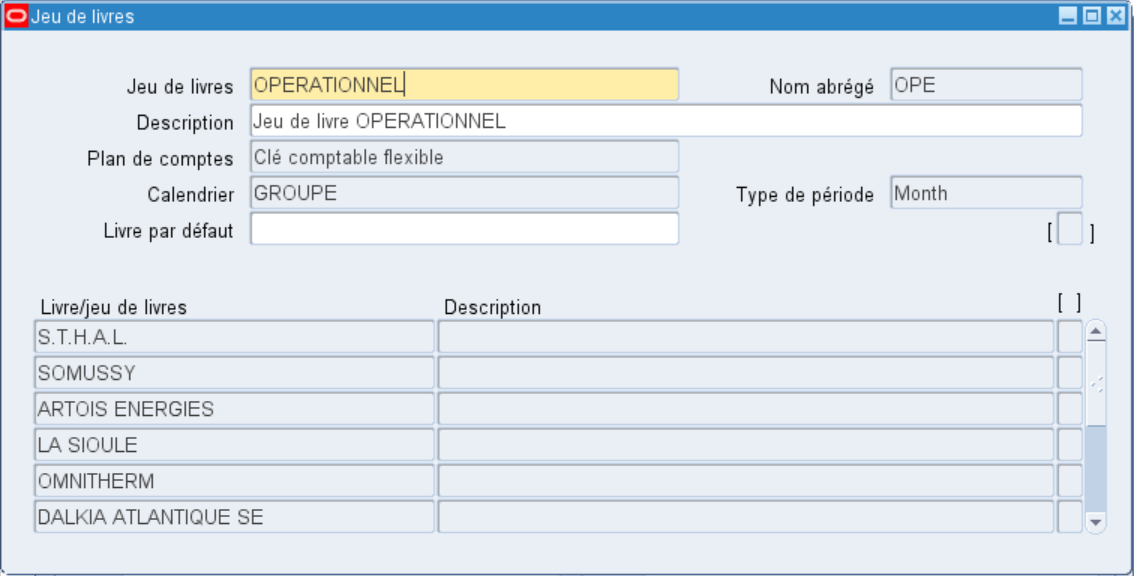 Jeu de livres
Jeu de livres OPERATIONNEL Nom abrégé OPE
Description Jeu de livre OPERATIONNEL
Plan de comptes Clé comptable flexible
Calendrier GROUPE Type de période Month
Livre par défaut [ ]
Livre/jeu de livres Description [ ]
S.T.H.A.L.
SOMUSSY
ARTOIS ENERGIES
LA SIOULE
OMNITHERM
DALKIA ATLANTIQUE SE